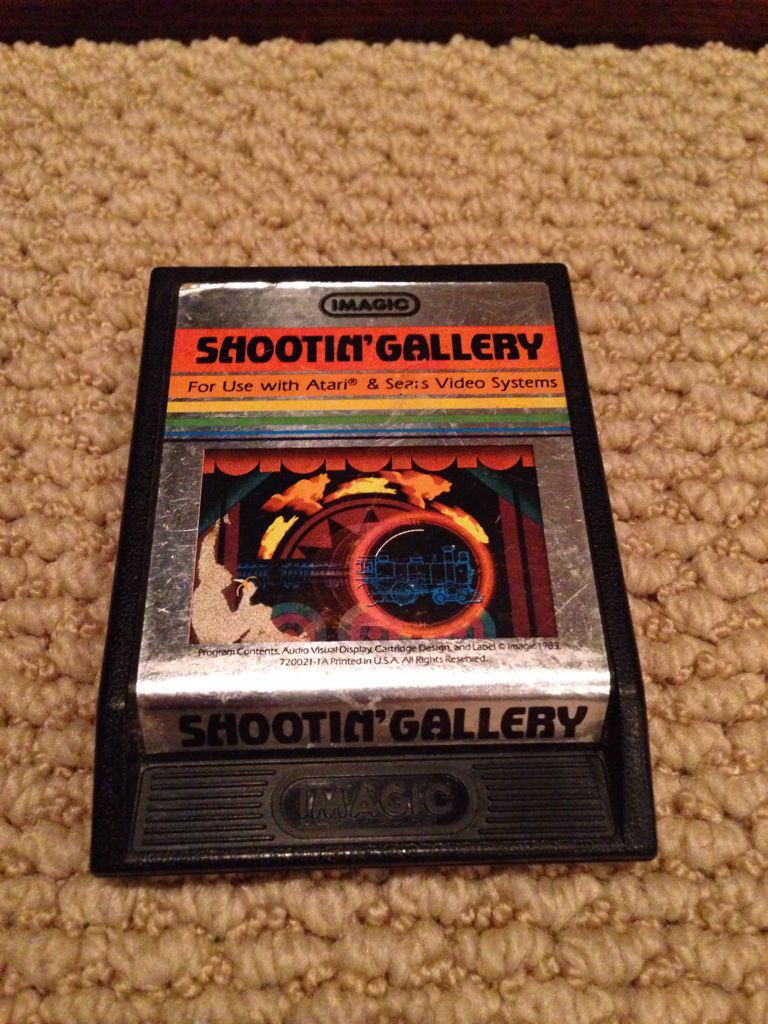 IMAGIC
SHOOTIN' GALLERY
For Use with Atari® & Sears Video Systems
Program Contents, Audio Visual Display, Cartridge Design, and Label © Imagic 1983
720021-1A Printed in U.S.A. All Rights Reserved.
SHOOTIN' GALLERY
IMAGIC